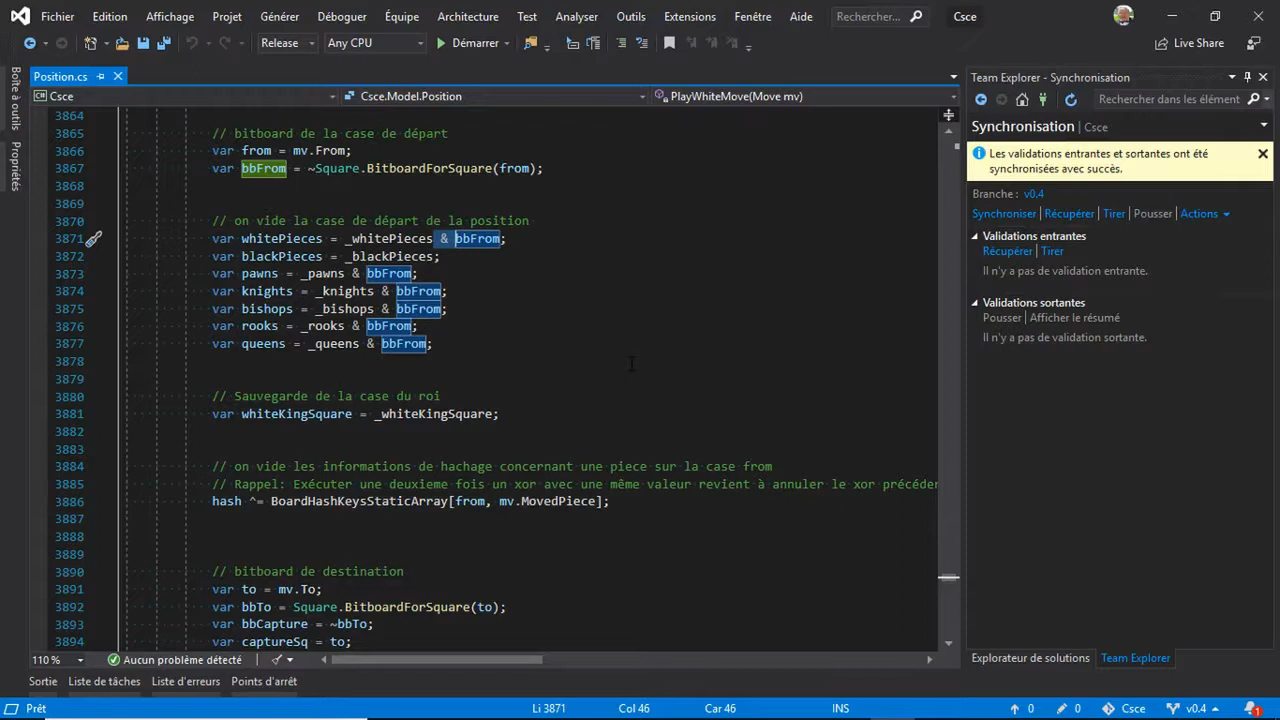 Fichier Edition Affichage Projet Générer Déboguer Équipe Architecture Test Analyser Outils Extensions Fenêtre Aide Rechercher... Csce
Release Any CPU Démarrer Live Share
Position.cs
Csce Csce.Model.Position PlayWhiteMove(Move mv)
3864
3865 // bitboard de la case de départ
3866 var from = mv.From;
3867 var bbFrom = ~Square.BitboardForSquare(from);
3868
3869
3870 // on vide la case de départ de la position
3871 var whitePieces = _whitePieces & bbFrom;
3872 var blackPieces = _blackPieces;
3873 var pawns = _pawns & bbFrom;
3874 var knights = _knights & bbFrom;
3875 var bishops = _bishops & bbFrom;
3876 var rooks = _rooks & bbFrom;
3877 var queens = _queens & bbFrom;
3878
3879
3880 // Sauvegarde de la case du roi
3881 var whiteKingSquare = _whiteKingSquare;
3882
3883
3884 // on vide les informations de hachage concernant une piece sur la case from
3885 // Rappel: Exécuter une deuxieme fois un xor avec une même valeur revient à annuler le xor précéder
3886 hash ^= BoardHashKeysStaticArray[from, mv.MovedPiece];
3887
3888
3889
3890 // bitboard de destination
3891 var to = mv.To;
3892 var bbTo = Square.BitboardForSquare(to);
3893 var bbCapture = ~bbTo;
3894 var captureSq = to;
110 % Aucun problème détecté
Boîte à outils
Propriétés
Team Explorer - Synchronisation
Rechercher dans les élément
Synchronisation | Csce
Les validations entrantes et sortantes ont été
synchronisées avec succès.
Branche : v0.4
Synchroniser | Récupérer | Tirer | Pousser | Actions
Validations entrantes
Récupérer | Tirer
Il n'y a pas de validation entrante.
Validations sortantes
Pousser | Afficher le résumé
Il n'y a pas de validation sortante.
Explorateur de solutions Team Explorer
Sortie Liste de tâches Liste d'erreurs Points d'arrêt
Prêt Li 3871 Col 46 Car 46 INS 0 0 Csce v0.4 1